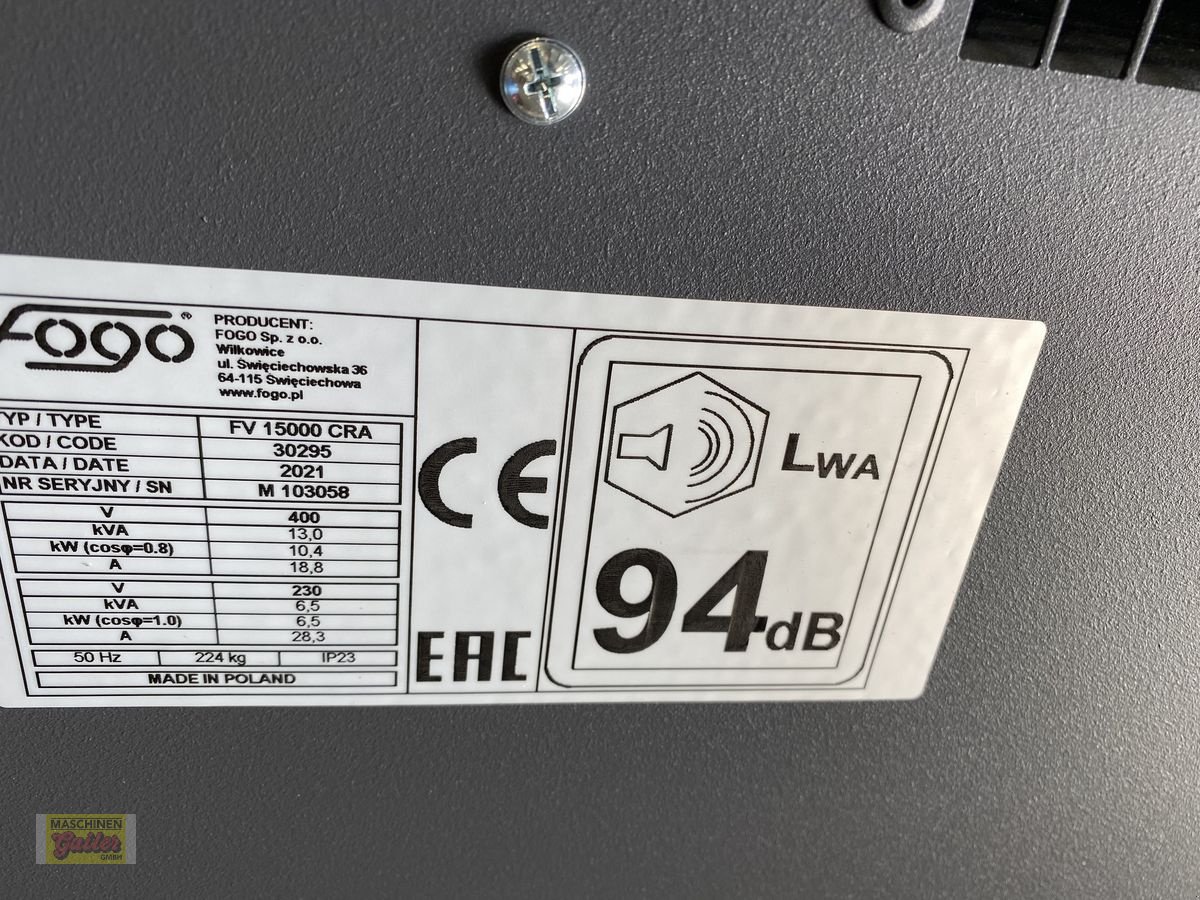 FOGO®
PRODUCENT:
FOGO Sp. z o.o.
Wilkowice
ul. Święciechowska 36
64-115 Święciechowa
www.fogo.pl
TYP / TYPE FV 15000 CRA
KOD / CODE 30295
DATA / DATE 2021
NR SERYJNY / SN M 103058
V 400
kVA 13,0
kW (cosφ=0.8) 10,4
A 18,8
V 230
kVA 6,5
kW (cosφ=1.0) 6,5
A 28,3
50 Hz 224 kg IP23
MADE IN POLAND
CE
EAC
LWA
94dB
MASCHINEN
Gailer
GMBH